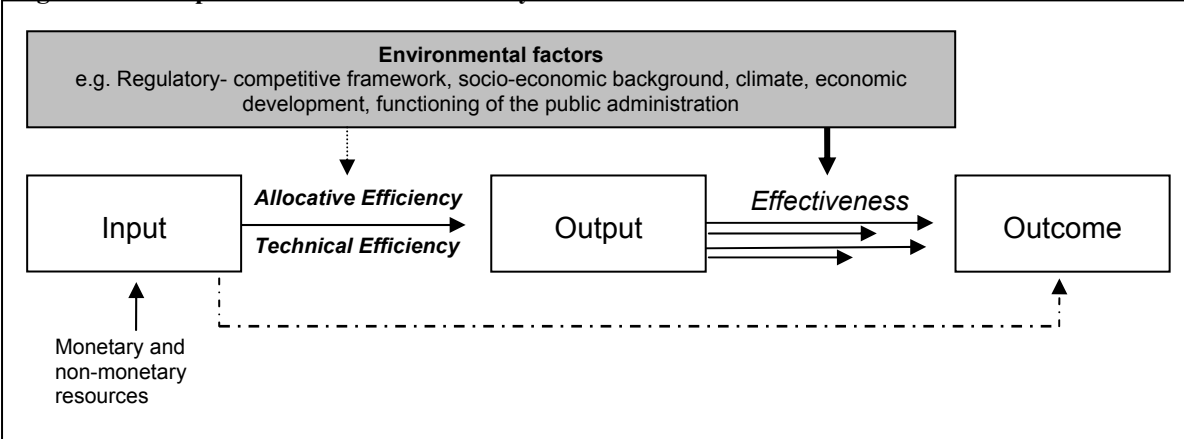 Environmental factors
e.g. Regulatory- competitive framework, socio-economic background, climate, economic
development, functioning of the public administration
Allocative Efficiency
Input
Technical Efficiency
Output
Effectiveness
Outcome
Monetary and
non-monetary
resources